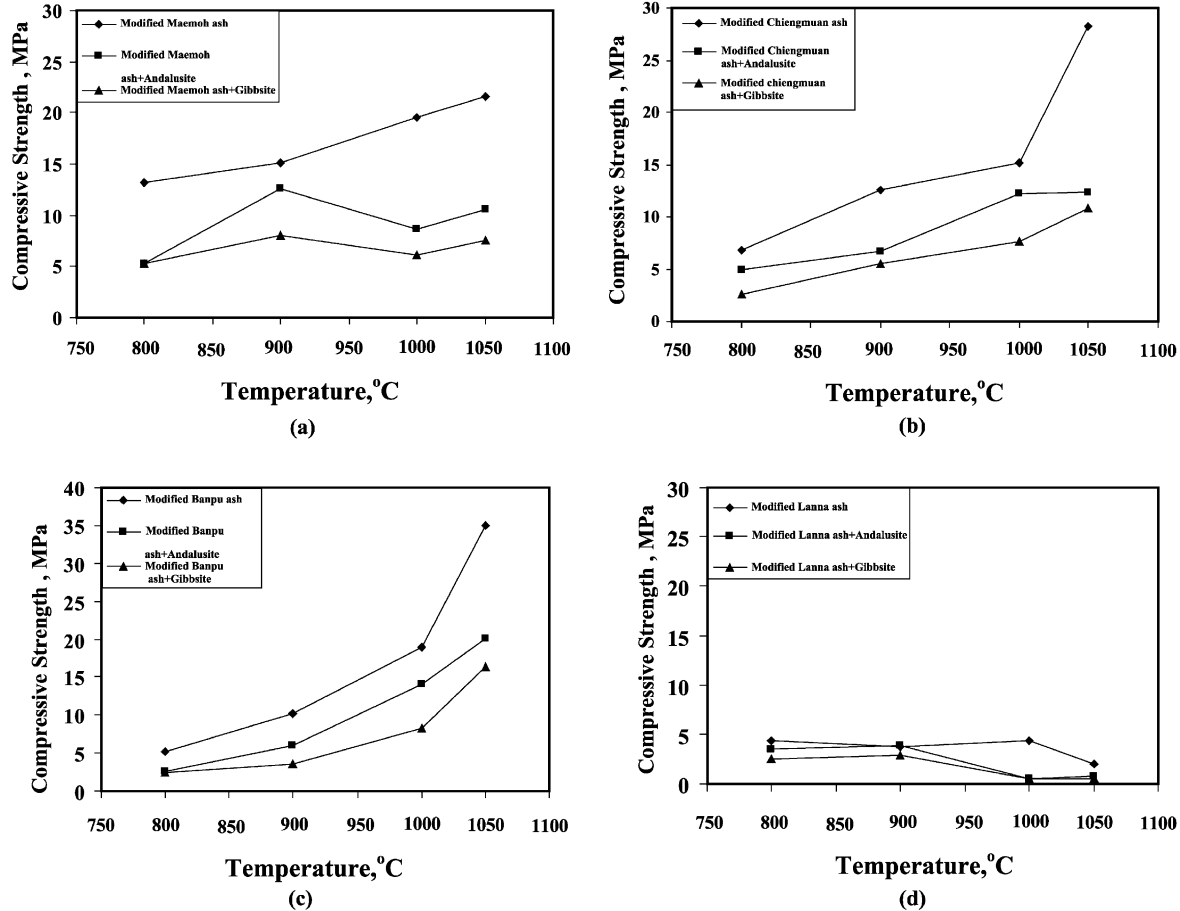 Compressive Strength , MPa
30
25
20
15
10
5
0
Modified Maemoh ash
Modified Maemoh
ash+Andalusite
Modified Maemoh ash+Gibbsite
750 800 850 900 950 1000 1050 1100
Temperature,°C
(a)
Compressive Strength , MPa
30
25
20
15
10
5
0
Modified Chiengmuan ash
Modified Chiengmuan
ash+Andalusite
Modified chiengmuan
ash+Gibbsite
750 800 850 900 950 1000 1050 1100
Temperature,°C
(b)
Compressive Strength , MPa
40
35
30
25
20
15
10
5
0
Modified Banpu ash
Modified Banpu
ash+Andalusite
Modified Banpu
ash+Gibbsite
750 800 850 900 950 1000 1050 1100
Temperature,°C
(c)
Compressive Strength , MPa
30
25
20
15
10
5
0
Modified Lanna ash
Modified Lanna ash+Andalusite
Modified Lanna ash+Gibbsite
750 800 850 900 950 1000 1050 1100
Temperature,°C
(d)